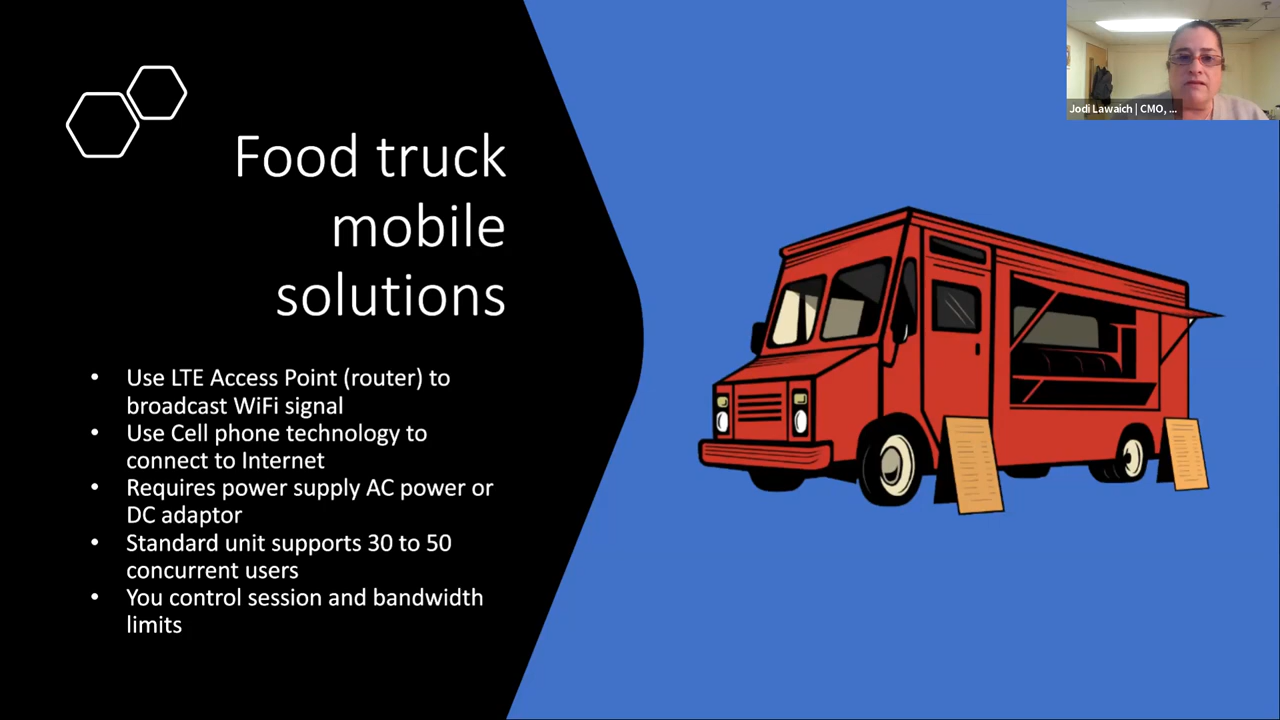 Food truck
mobile
solutions
• Use LTE Access Point (router) to
broadcast WiFi signal
• Use Cell phone technology to
connect to Internet
• Requires power supply AC power or
DC adaptor
• Standard unit supports 30 to 50
concurrent users
• You control session and bandwidth
limits
Jodi Lawaich | CMO, ...